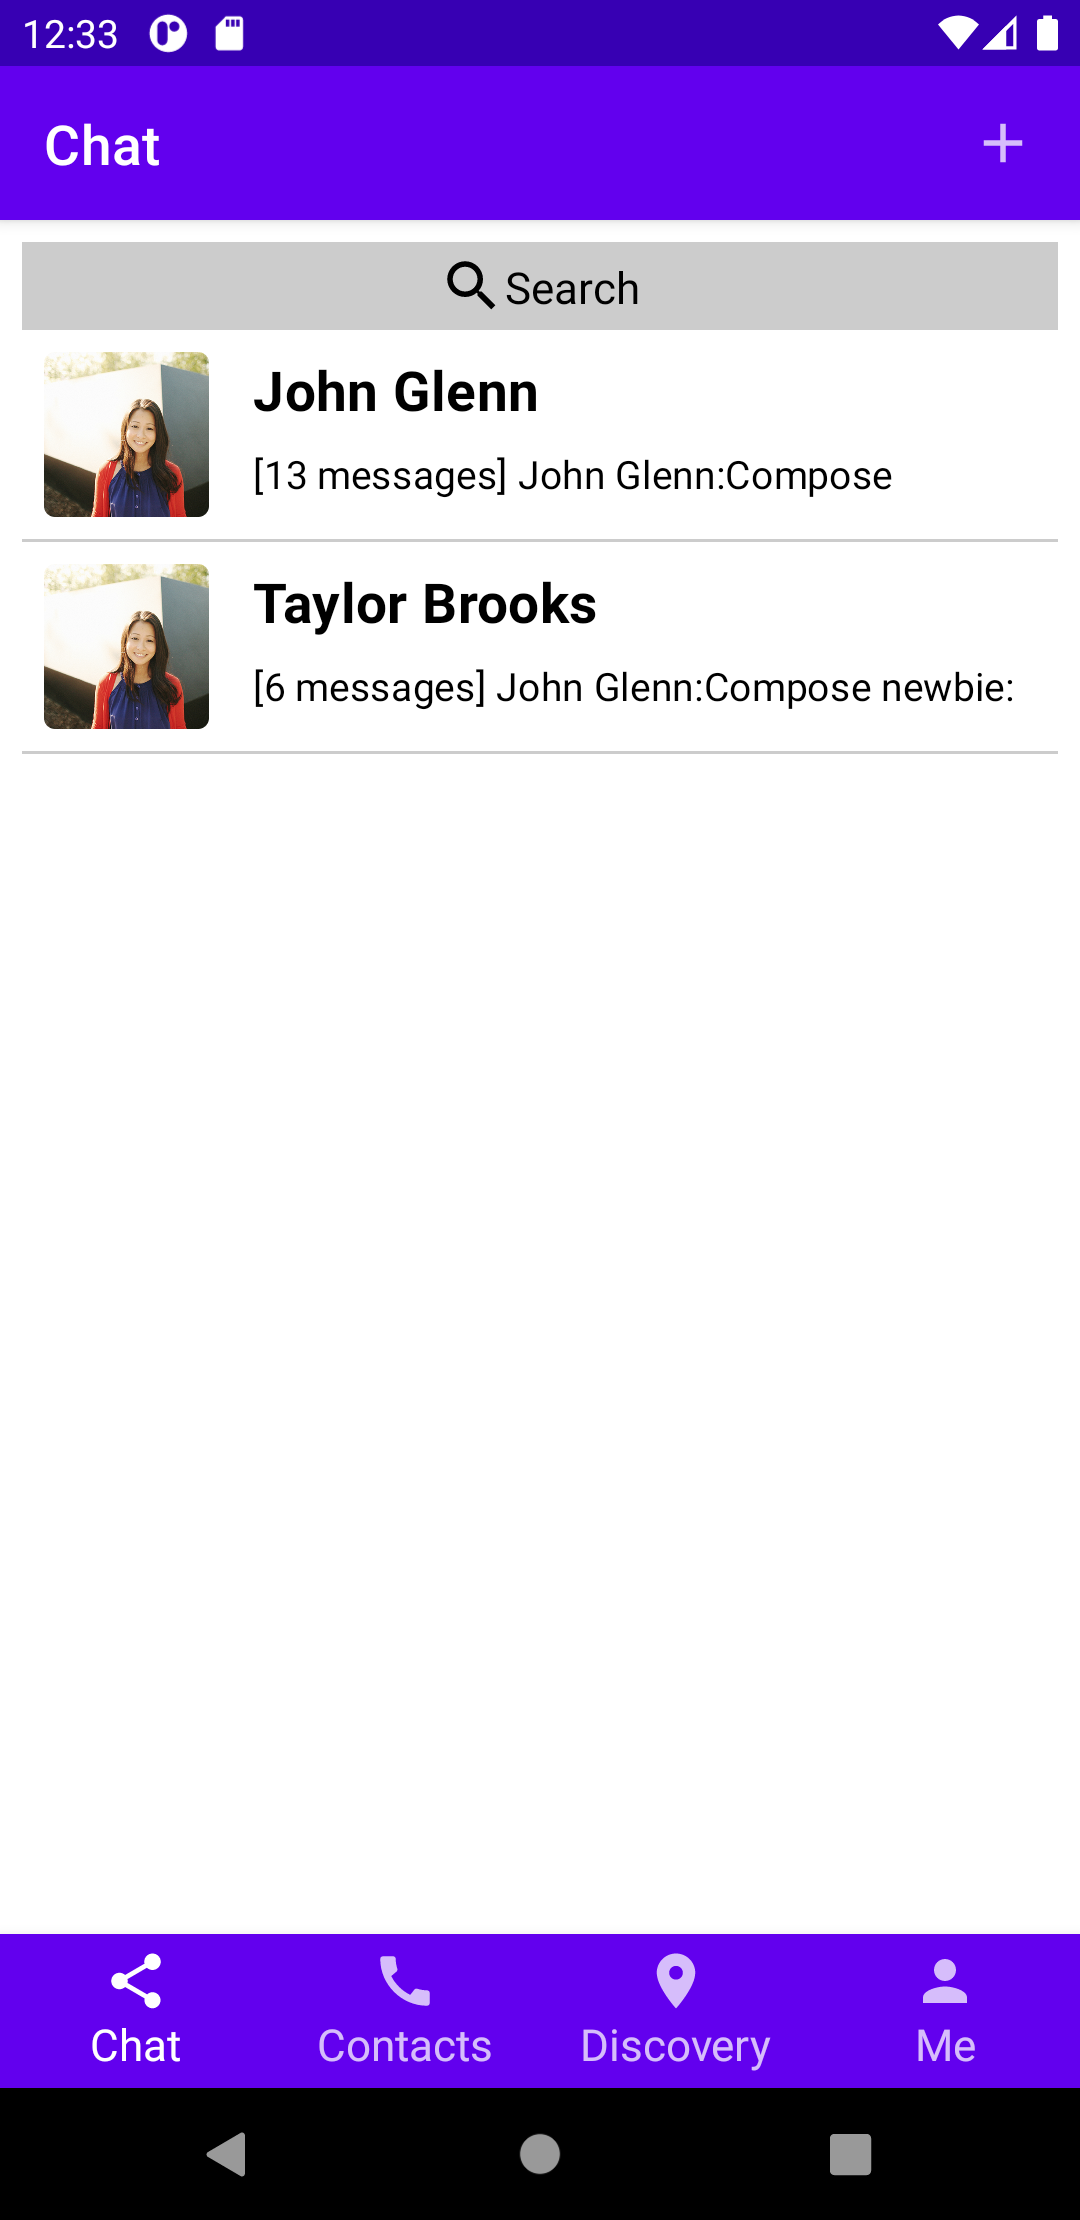 12:33
Chat
Search
John Glenn
[13 messages] John Glenn:Compose
Taylor Brooks
[6 messages] John Glenn:Compose newbie:
Chat
Contacts
Discovery
Me